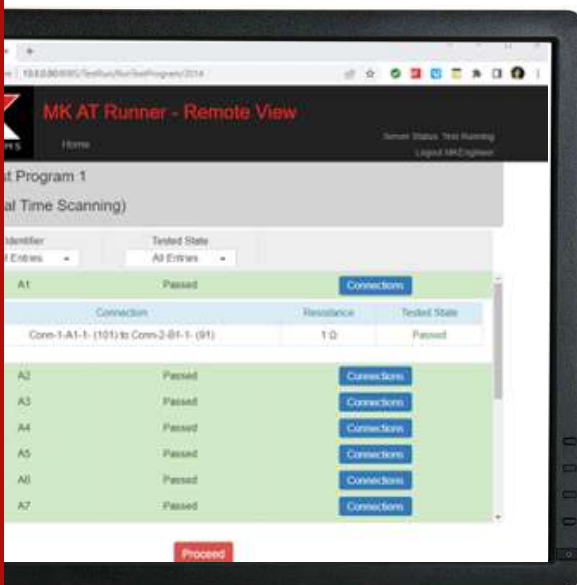 MK AT Runner - Remote View
Home
Server Status: Test Running
Logout MKEngineer
st Program 1
al Time Scanning)
Identifier
Tested State
All Entries
A1 Passed Connections
Connection Resistance Tested State
Conn-1-A1-1- (101) to Conn-2-B1-1- (91) 1 Ω Passed
A2 Passed Connections
A3 Passed Connections
A4 Passed Connections
A5 Passed Connections
A6 Passed Connections
A7 Passed Connections
Proceed